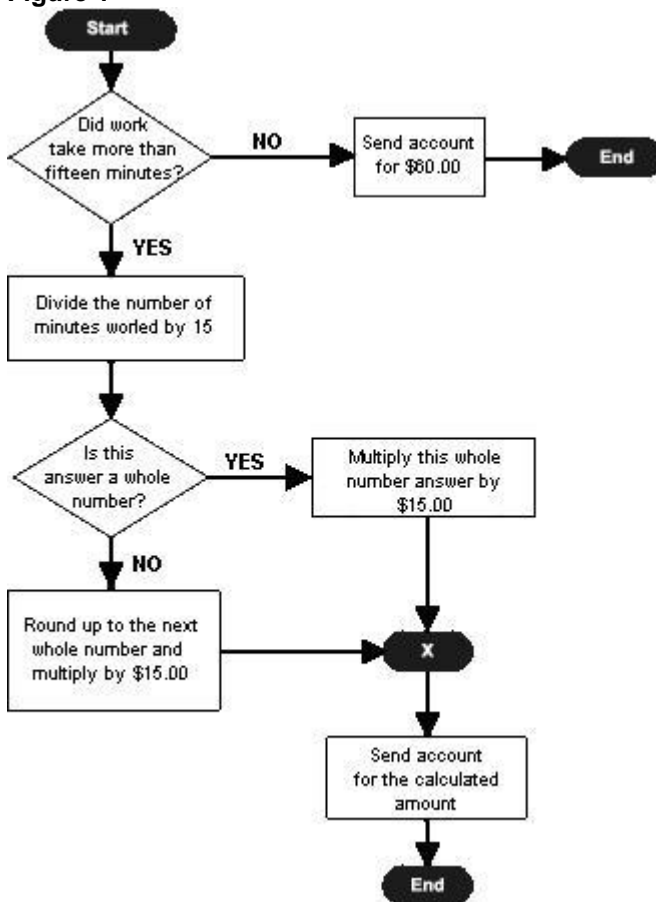 Start
Did work
take more than
fifteen minutes?
NO
Send account
for $60.00
End
YES
Divide the number of
minutes worled by 15
Is this
answer a whole
number?
YES
Multiply this whole
number answer by
$15.00
NO
Round up to the next
whole number and
multiply by $15.00
X
Send account
for the calculated
amount
End